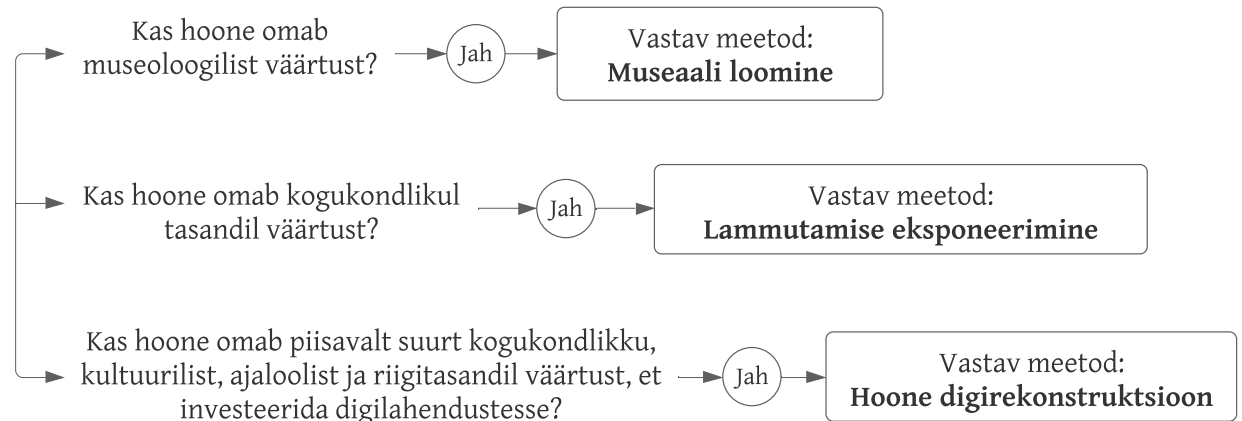 Kas hoone omab
museoloogilist väärtust?
Jah
Vastav meetod:
Museaali loomine
Kas hoone omab kogukondlikul
tasandil väärtust?
Jah
Vastav meetod:
Lammutamise eksponeerimine
Kas hoone omab piisavalt suurt kogukondlikku,
kultuurilist, ajaloolist ja riigitasandil väärtust, et
investeerida digilahendustesse?
Jah
Vastav meetod:
Hoone digirekonstruktsioon